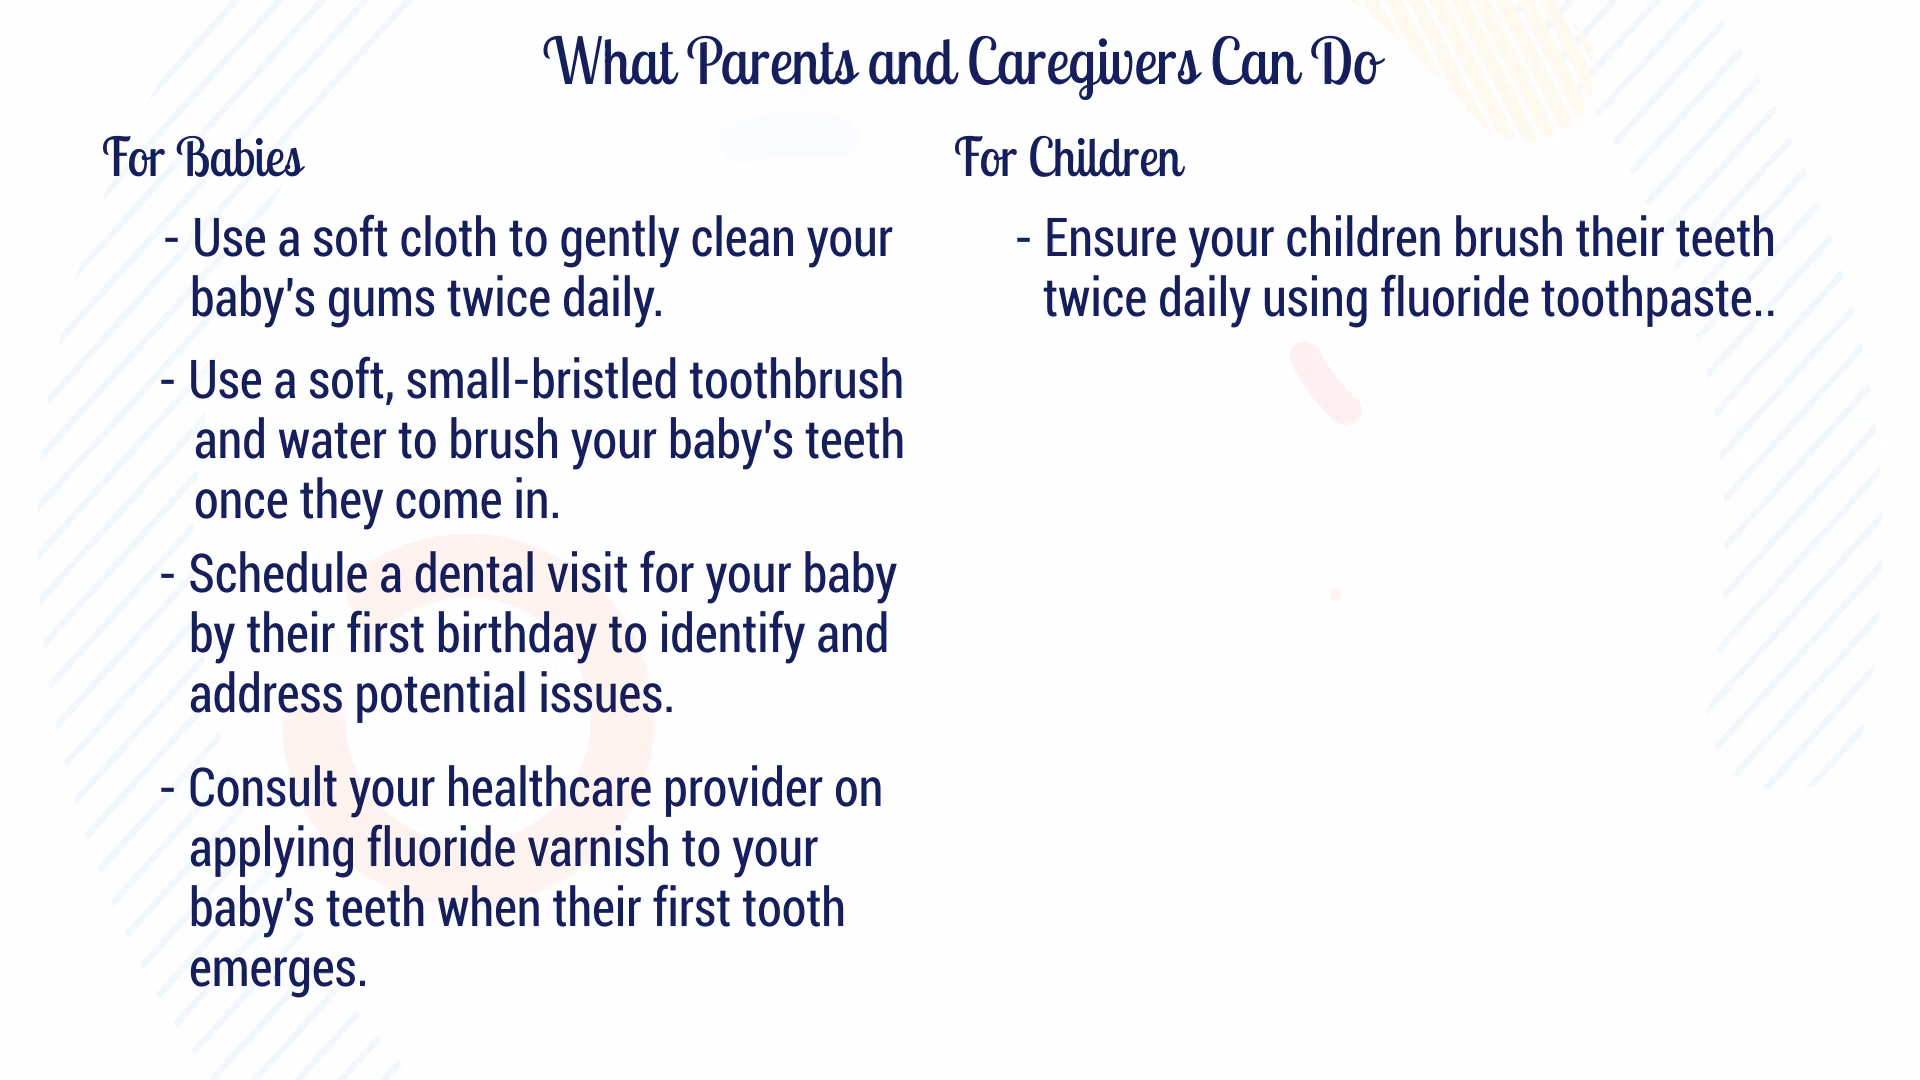 What Parents and Caregivers Can Do
For Babies
- Use a soft cloth to gently clean your
baby's gums twice daily.
- Use a soft, small-bristled toothbrush
and water to brush your baby's teeth
once they come in.
- Schedule a dental visit for your baby
by their first birthday to identify and
address potential issues.
- Consult your healthcare provider on
applying fluoride varnish to your
baby's teeth when their first tooth
emerges.
For Children
- Ensure your children brush their teeth
twice daily using fluoride toothpaste..